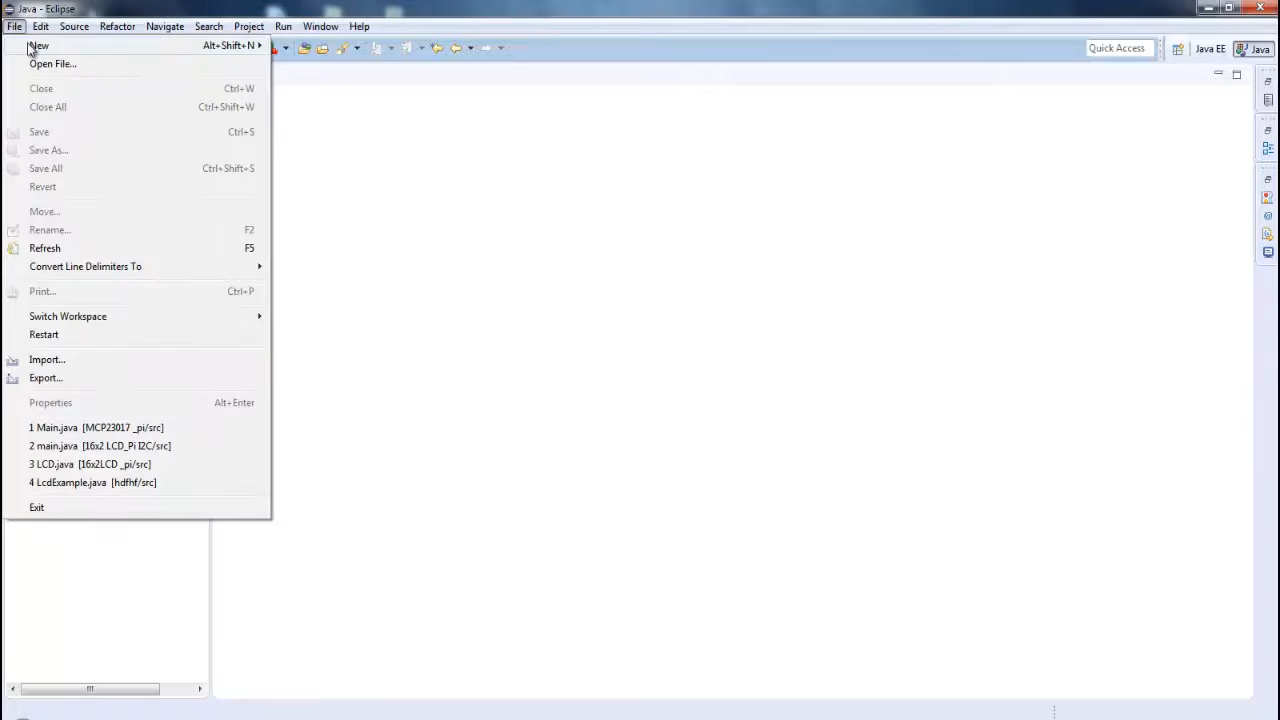 Java - Eclipse
File Edit Source Refactor Navigate Search Project Run Window Help
New Alt+Shift+N
Open File...
Quick Access Java EE Java
Close Ctrl+W
Close All Ctrl+Shift+W
Save Ctrl+S
Save As...
Save All Ctrl+Shift+S
Revert
Move...
Rename... F2
Refresh F5
Convert Line Delimiters To
Print... Ctrl+P
Switch Workspace
Restart
Import...
Export...
Properties Alt+Enter
1 Main.java [MCP23017 _pi/src]
2 main.java [16x2 LCD_Pi I2C/src]
3 LCD.java [16x2LCD _pi/src]
4 LcdExample.java [hdfhf/src]
Exit